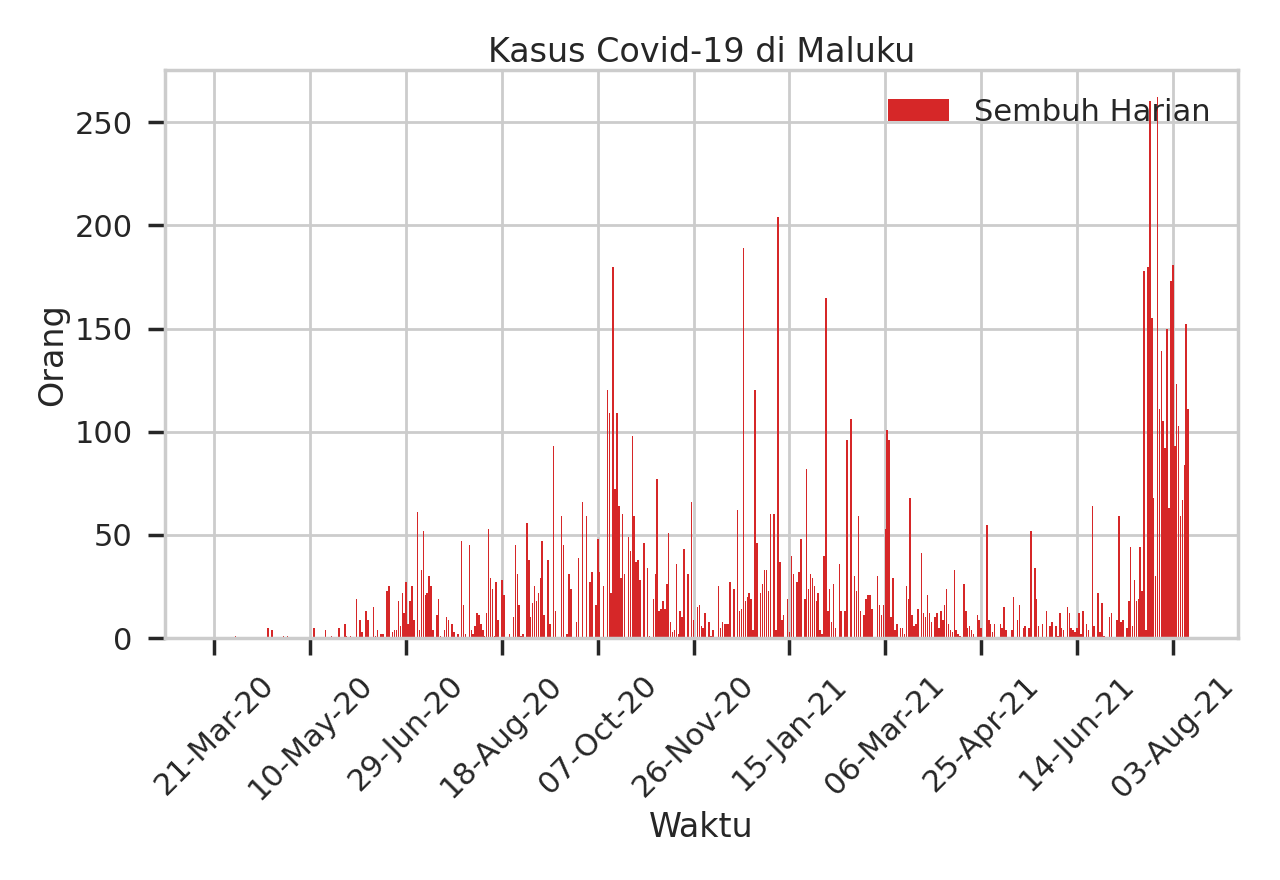 Kasus Covid-19 di Maluku
Sembuh Harian
Orang
250
200
150
100
50
0
21-Mar-20
10-May-20
29-Jun-20
18-Aug-20
07-Oct-20
26-Nov-20
15-Jan-21
06-Mar-21
25-Apr-21
14-Jun-21
03-Aug-21
Waktu